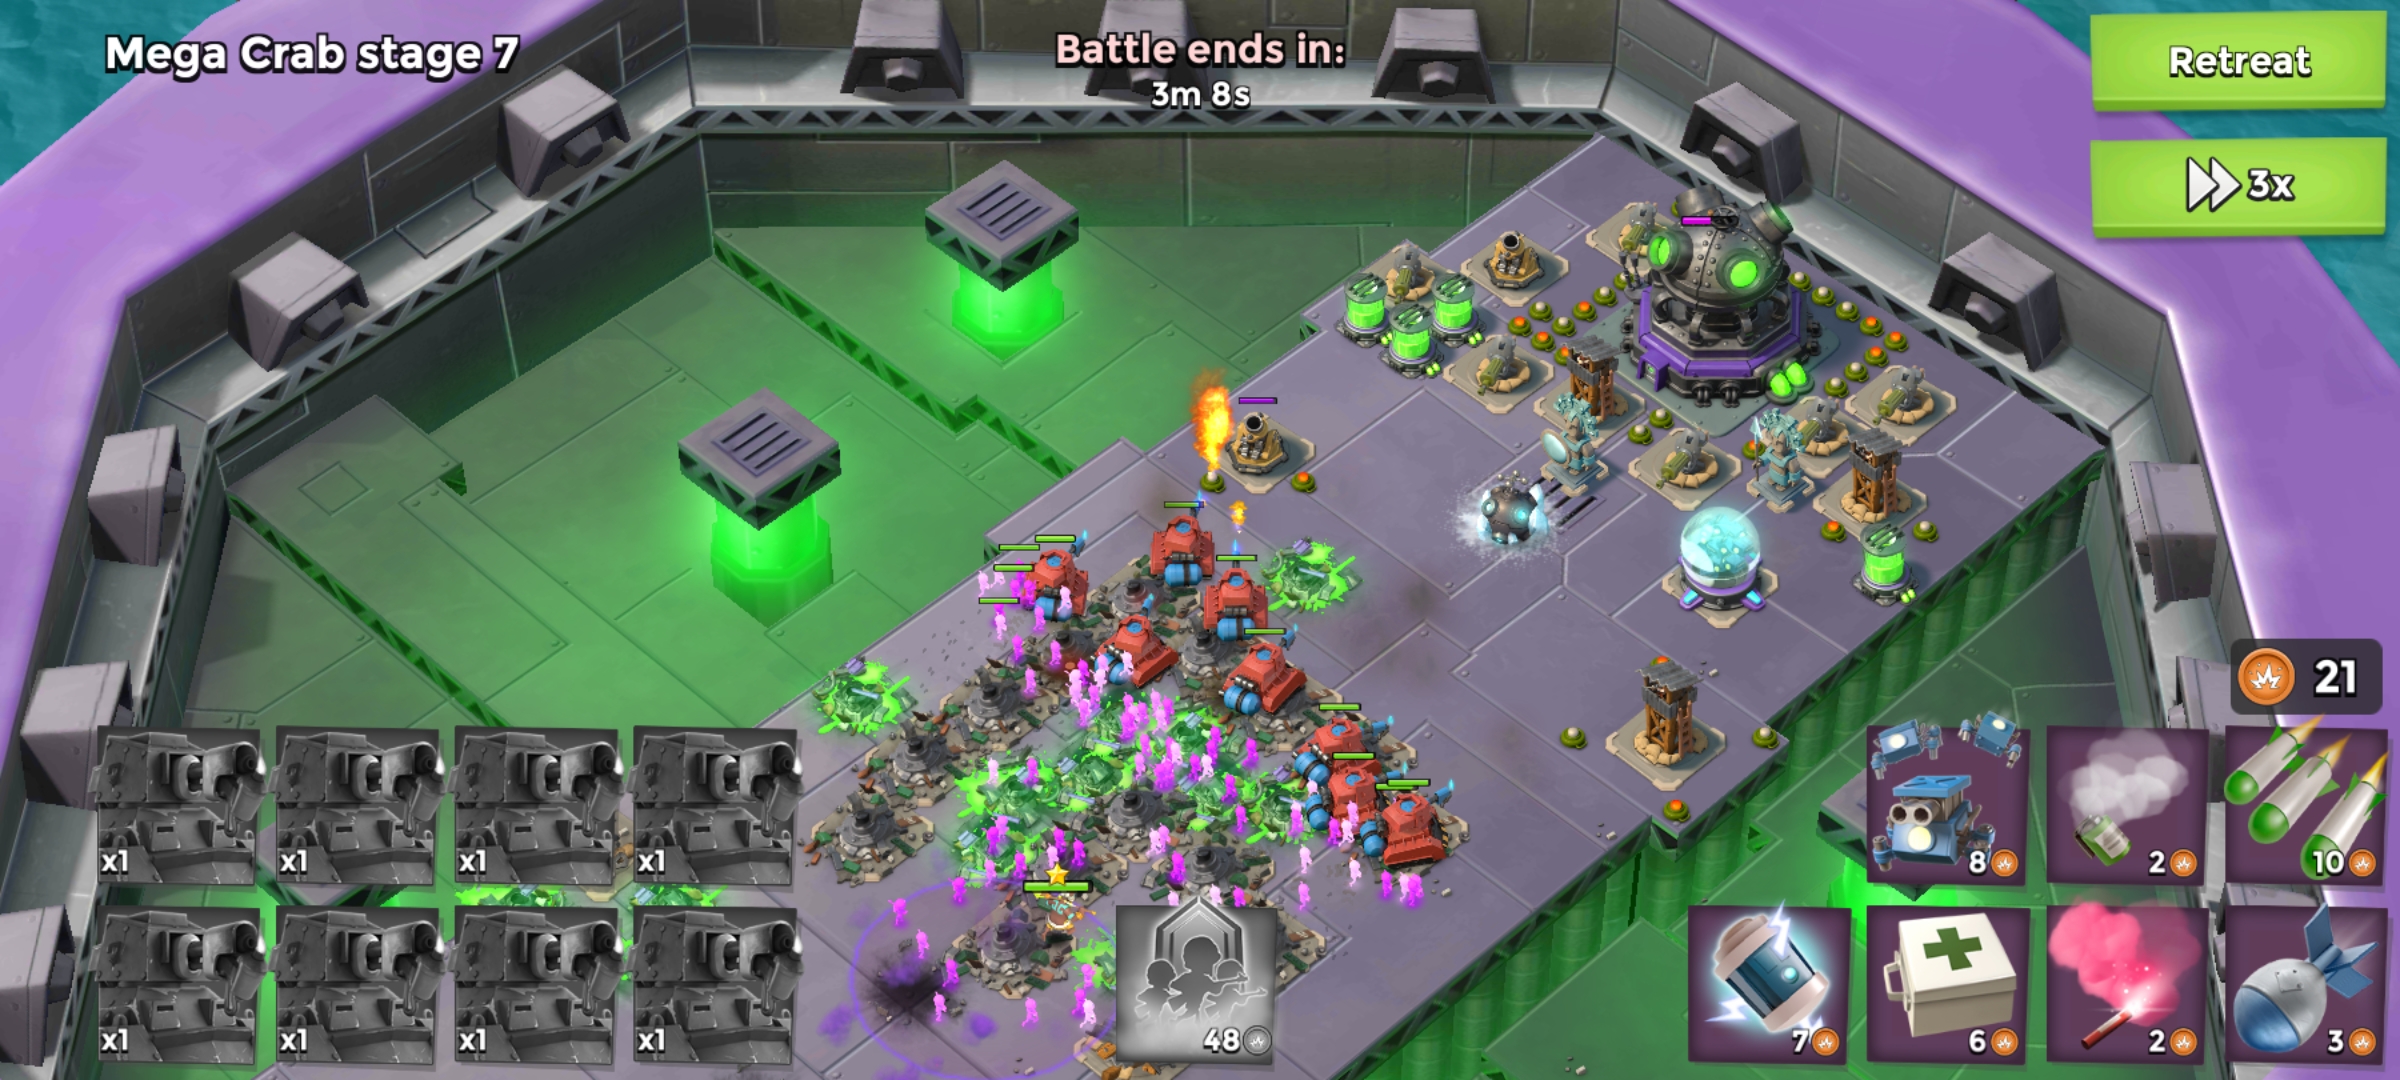 Mega Crab stage 7
Battle ends in:
3m 8s
Retreat
3x
21
8
2
10
x1
x1
x1
x1
x1
x1
x1
x1
48
7
6
2
3